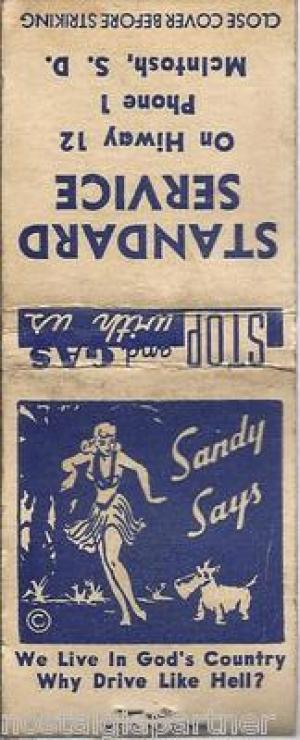 CLOSE COVER BEFORE STRIKING
McIntosh, S. D.
Phone 1
On Hiway 12
SERVICE
STANDARD
STOP and GAS
with us
Sandy
Says
©
We Live In God's Country
Why Drive Like Hell?
nostalgiapartner